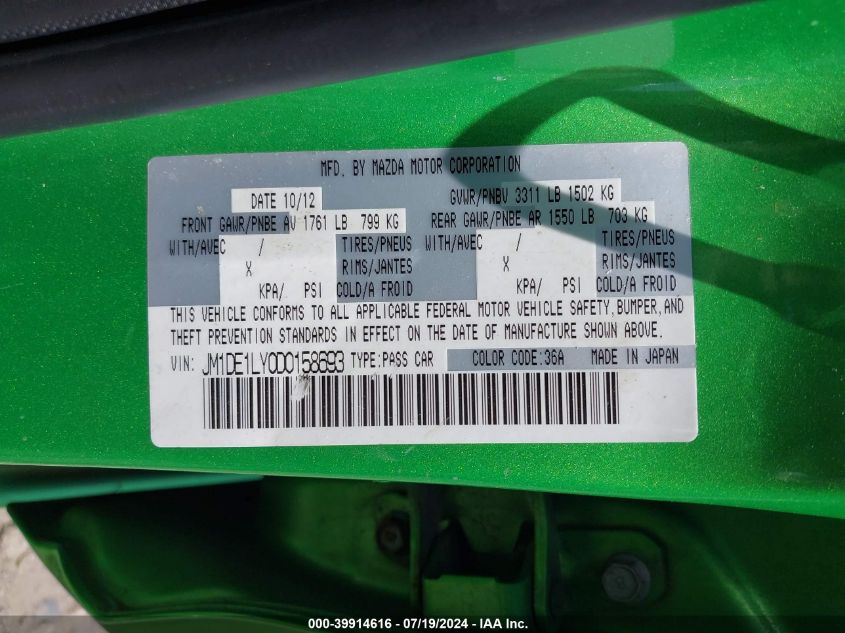 MFD. BY MAZDA MOTOR CORPORATION
DATE 10/12 GVWR/PNBV 3311 LB 1502 KG
FRONT GAWR/PNBE AV 1761 LB 799 KG REAR GAWR/PNBE AR 1550 LB 703 KG
WITH/AVEC / TIRES/PNEUS WITH/AVEC / TIRES/PNEUS
X RIMS/JANTES X RIMS/JANTES
KPA/ PSI COLD/A FROID KPA/ PSI COLD/A FROID
THIS VEHICLE CONFORMS TO ALL APPLICABLE FEDERAL MOTOR VEHICLE SAFETY, BUMPER, AND
THEFT PREVENTION STANDARDS IN EFFECT ON THE DATE OF MANUFACTURE SHOWN ABOVE.
VIN: JM1DE1LY0D0158693 TYPE:PASS CAR COLOR CODE:36A MADE IN JAPAN
000-39914616 - 07/19/2024 - IAA Inc.